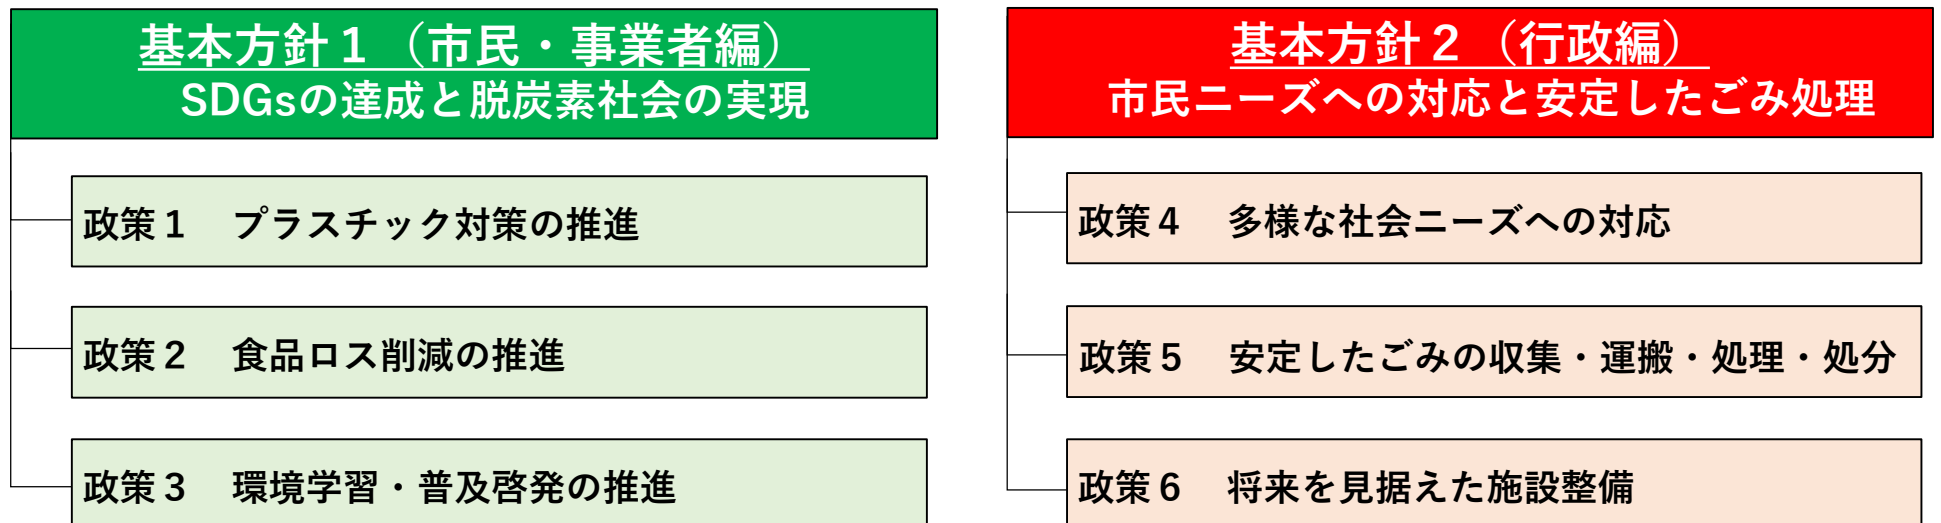 基本方針１（市民・事業者編）
SDGsの達成と脱炭素社会の実現
政策１　プラスチック対策の推進
政策２　食品ロス削減の推進
政策３　環境学習・普及啓発の推進
基本方針２（行政編）
市民ニーズへの対応と安定したごみ処理
政策４　多様な社会ニーズへの対応
政策５　安定したごみの収集・運搬・処理・処分
政策６　将来を見据えた施設整備